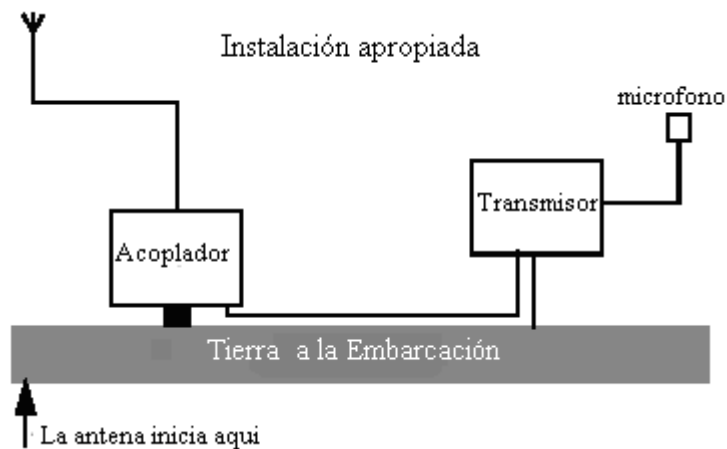 Instalación apropiada
microfono
Transmisor
Acoplador
Tierra a la Embarcación
La antena inicia aqui